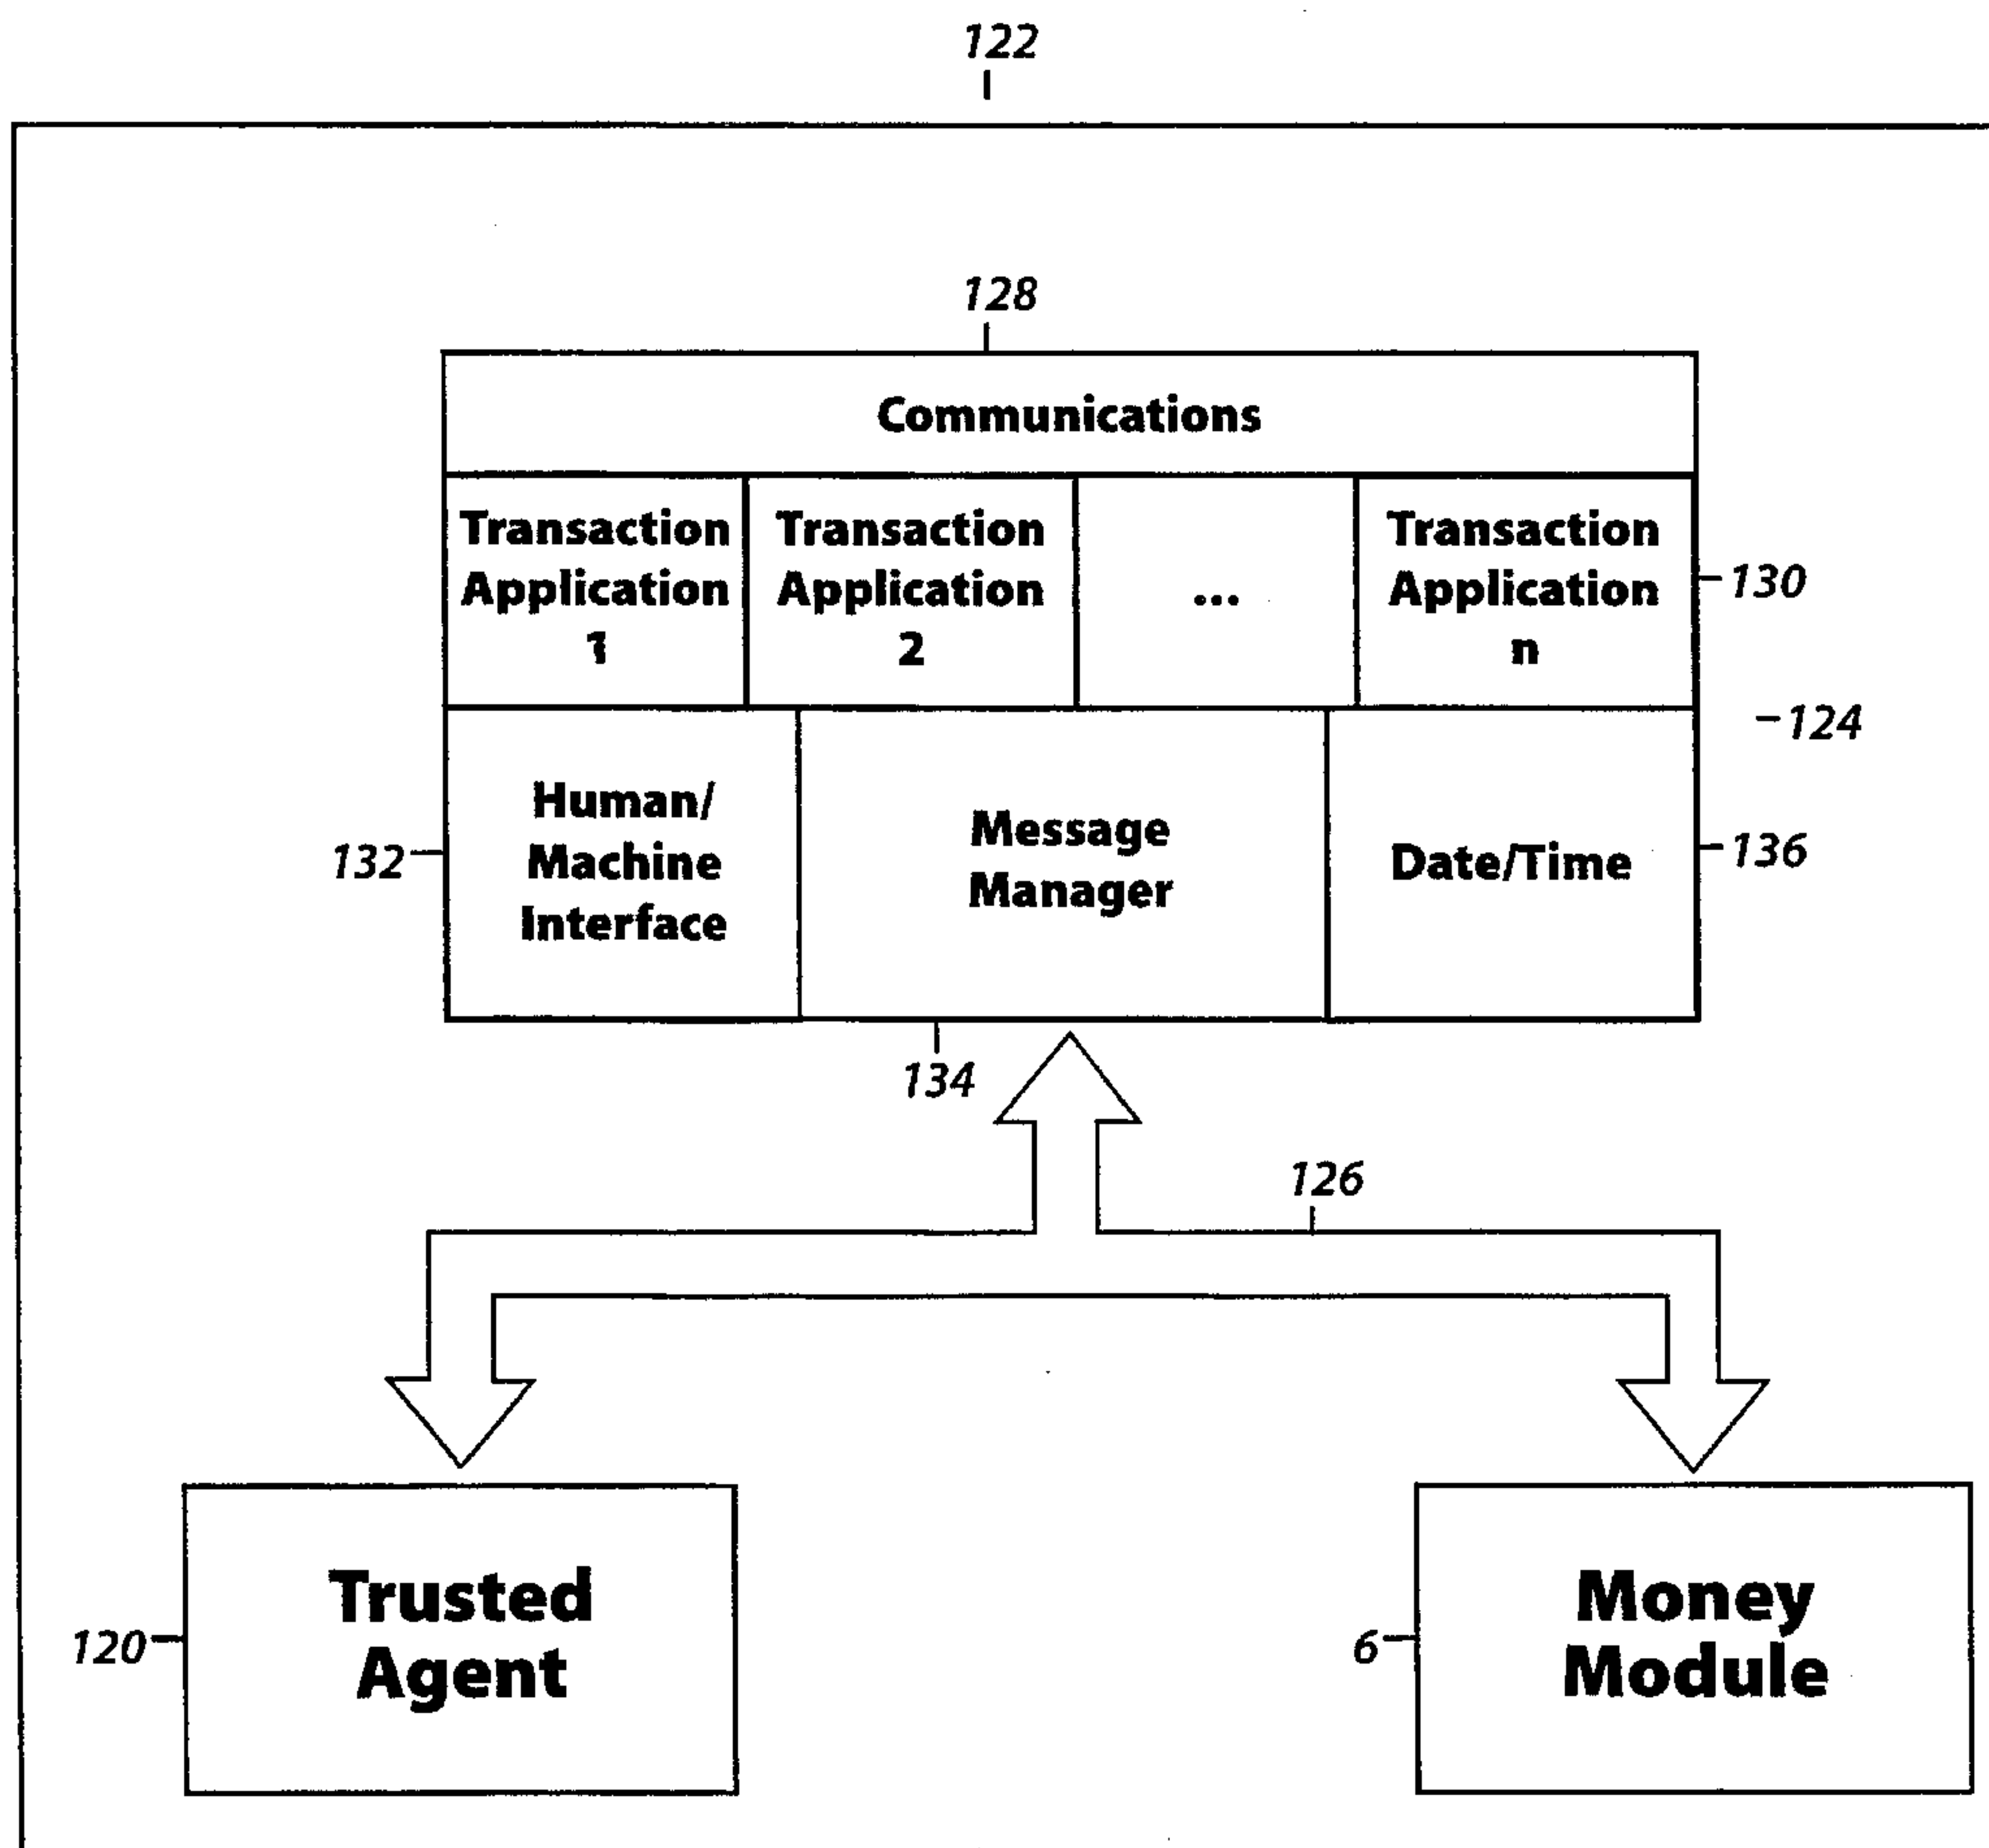 122
128
Communications
Transaction
Application
1
Transaction
Application
2
...
Transaction
Application
n
130
124
Human/
Machine
Interface
132
Message
Manager
Date/Time
136
134
126
Trusted
Agent
120
Money
Module
6